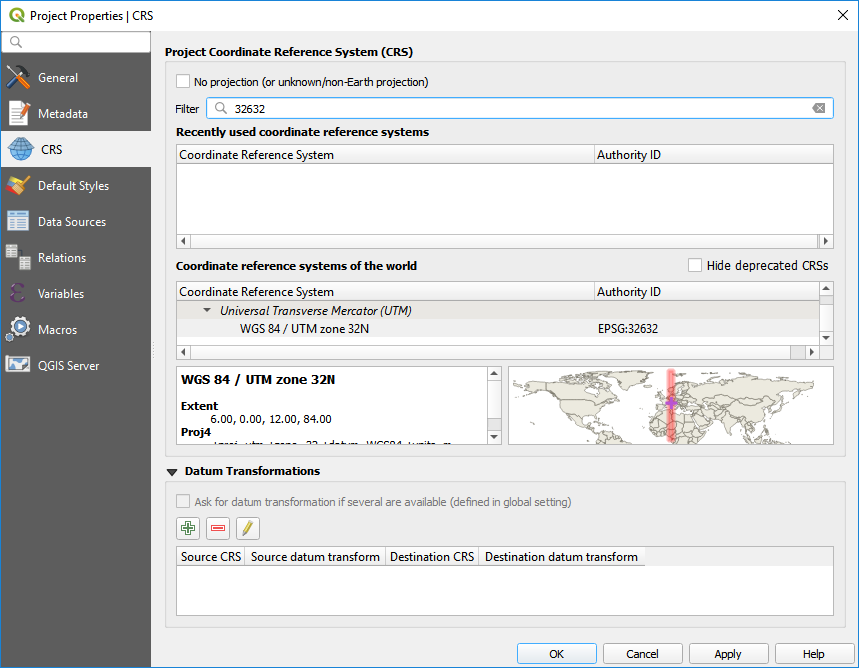 Project Properties | CRS
General
Metadata
CRS
Default Styles
Data Sources
Relations
Variables
Macros
QGIS Server
Project Coordinate Reference System (CRS)
No projection (or unknown/non-Earth projection)
Filter 32632
Recently used coordinate reference systems
Coordinate Reference System Authority ID
Coordinate reference systems of the world Hide deprecated CRSs
Coordinate Reference System Authority ID
Universal Transverse Mercator (UTM)
WGS 84 / UTM zone 32N EPSG:32632
WGS 84 / UTM zone 32N
Extent
6.00, 0.00, 12.00, 84.00
Proj4
Datum Transformations
Ask for datum transformation if several are available (defined in global setting)
Source CRS Source datum transform Destination CRS Destination datum transform
OK Cancel Apply Help